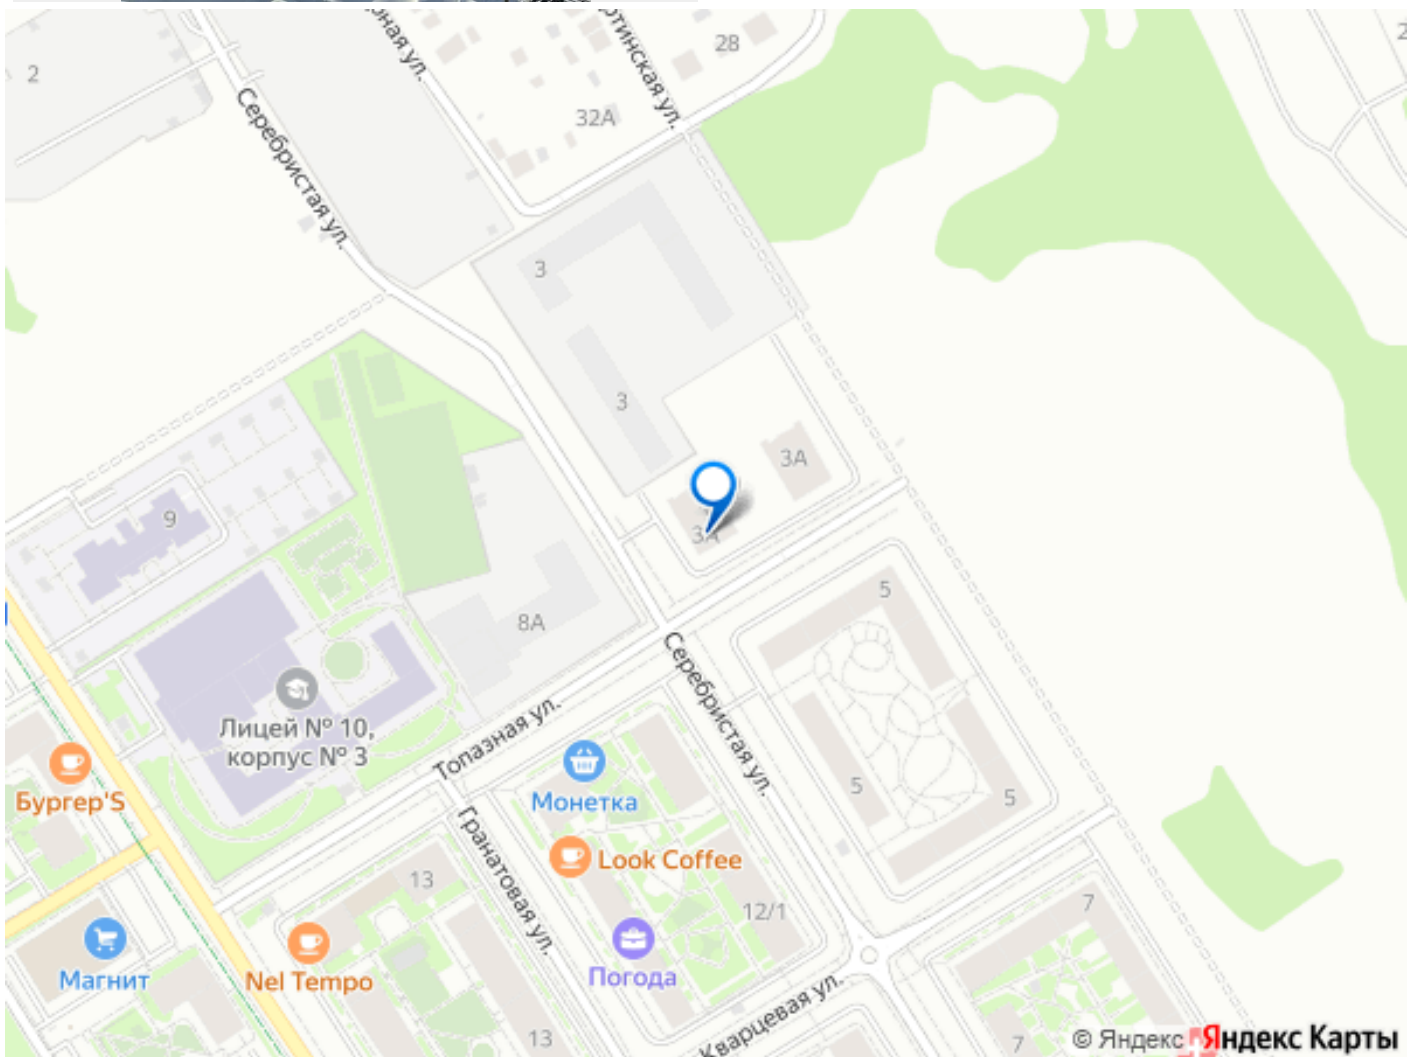 28
2
2
32А
Серебристая ул.
3
3
3А
3А
9
8А
5
Лицей № 10,
корпус № 3
Топазная ул.
Серебристая ул.
Бургер'S
Монетка
5
5
Look Coffee
Гранатовая ул.
13
12/1
7
Магнит
Nel Tempo
Погода
13
Кварцевая ул.
7
© Яндекс Яндекс Карты